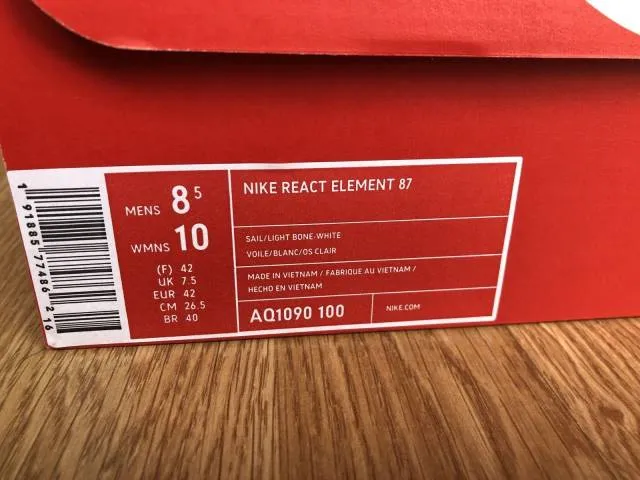 1 91885 77486 2 16
MENS 8 5
WMNS 10
(F) 42
UK 7.5
EUR 42
CM 26.5
BR 40
NIKE REACT ELEMENT 87
SAIL/LIGHT BONE-WHITE
VOILE/BLANC/OS CLAIR
MADE IN VIETNAM / FABRIQUE AU VIETNAM /
HECHO EN VIETNAM
AQ1090 100
NIKE.COM